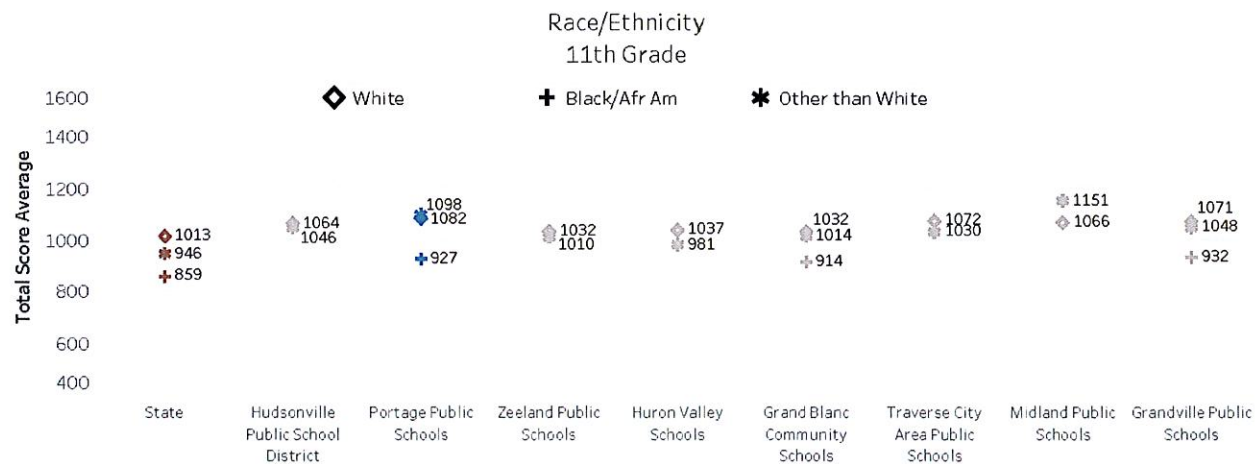 Race/Ethnicity
11th Grade
White
Black/Afr Am
Other than White
Total Score Average
1600
1400
1200
1000
800
600
400
1013
946
859
1064
1046
1098
1082
927
1032
1010
1037
981
1032
1014
914
1072
1030
1151
1066
1071
1048
932
State
Hudsonville
Public School
District
Portage Public
Schools
Zeeland Public
Schools
Huron Valley
Schools
Grand Blanc
Community
Schools
Traverse City
Area Public
Schools
Midland Public
Schools
Grandville Public
Schools